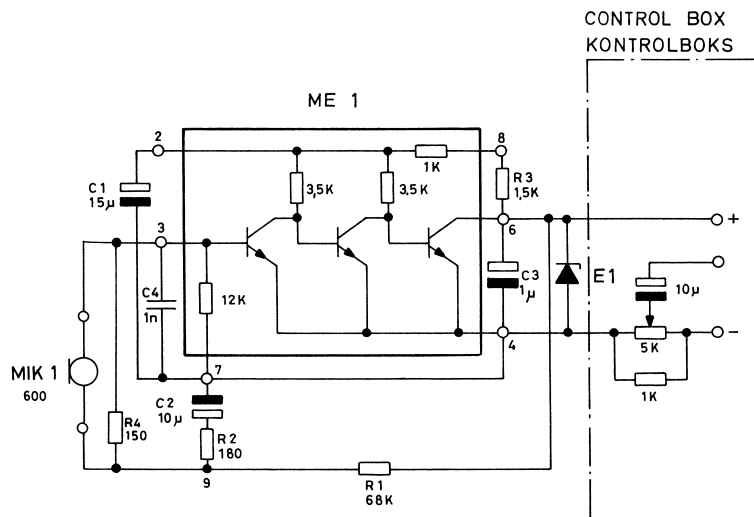 CONTROL BOX
KONTROLBOKS
ME 1
2
8
1K
R3
1,5K
C1
15µ
3,5K
3,5K
6
+
3
C4
1n
12K
C3
1µ
E1
10µ
4
5K
−
7
MIK 1
600
C2
10µ
1K
R4
150
R2
180
9
R1
68K